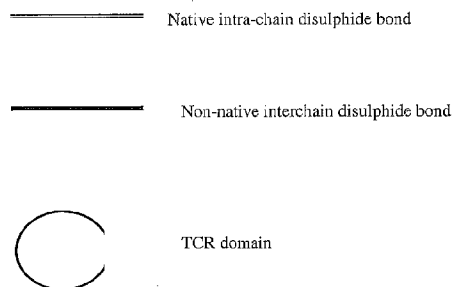 Native intra-chain disulphide bond
Non-native interchain disulphide bond
TCR domain